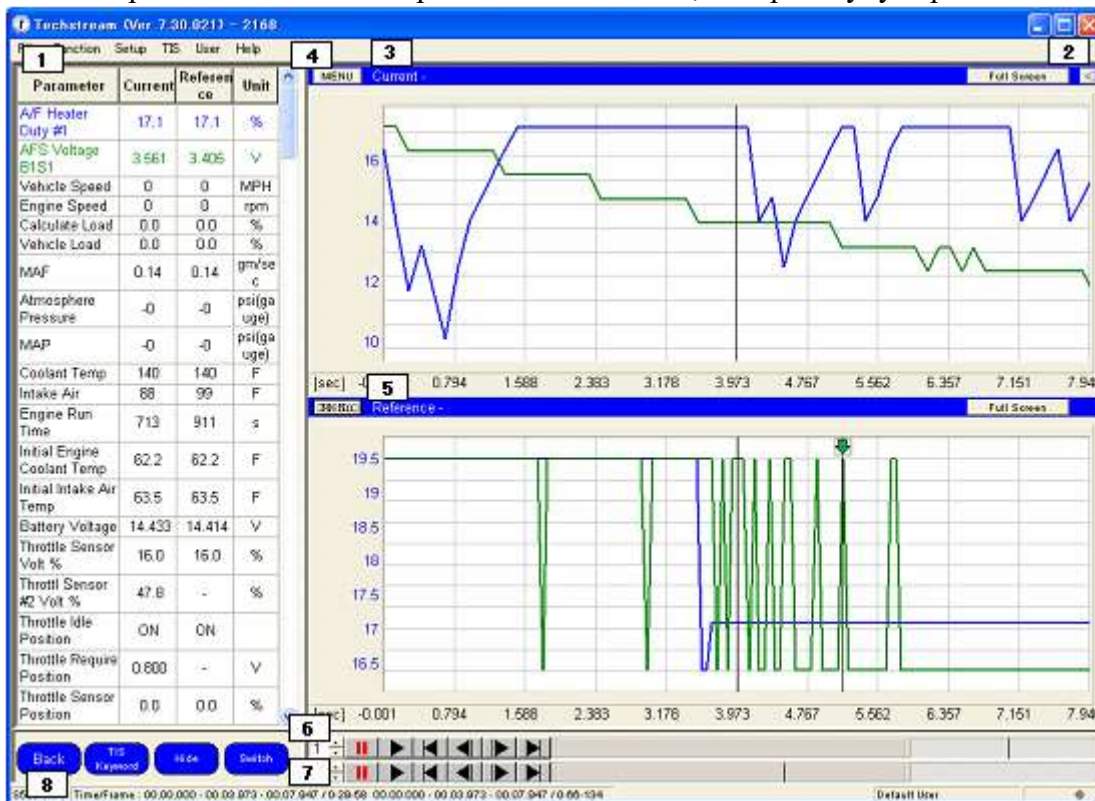 Techstream (Ver 7.30.021) - 2168
Function Setup TIS User Help
1
2
3
4
Parameter Current Referen ce Unit
A/F Heater Duty #1 17.1 17.1 %
AFS Voltage B1S1 3.561 3.405 V
Vehicle Speed 0 0 MPH
Engine Speed 0 0 rpm
Calculate Load 0.0 0.0 %
Vehicle Load 0.0 0.0 %
MAF 0.14 0.14 gm/se c
Atmosphere Pressure -0 -0 psi(ga uge)
MAP -0 -0 psi(ga uge)
Coolant Temp 140 140 F
Intake Air 88 99 F
Engine Run Time 713 911 s
Initial Engine Coolant Temp 62.2 62.2 F
Initial Intake Air Temp 63.5 63.5 F
Battery Voltage 14.433 14.414 V
Throttle Sensor Volt % 16.0 16.0 %
Throttl Sensor #2 Volt % 47.8 - %
Throttle Idle Position ON ON
Throttle Require Position 0.800 - V
Throttle Sensor Position 0.0 0.0 %
Back
TIS Keyword
Hide
Switch
8
MENU Current - Full Screen
16
14
12
10
[sec] 0.794 1.588 2.383 3.178 3.973 4.767 5.562 6.357 7.151 7.94
5
Reference - Full Screen
19.5
19
18.5
18
17.5
17
16.5
[sec] -0.001 0.794 1.588 2.383 3.178 3.973 4.767 5.562 6.357 7.151 7.94
6
1
7
Time/Frame : 00.00.000 - 00.03.973 - 00.07.947 / 0-29-58 00.00.000 - 00.03.973 - 00.07.947 / 0-66-134
Default User